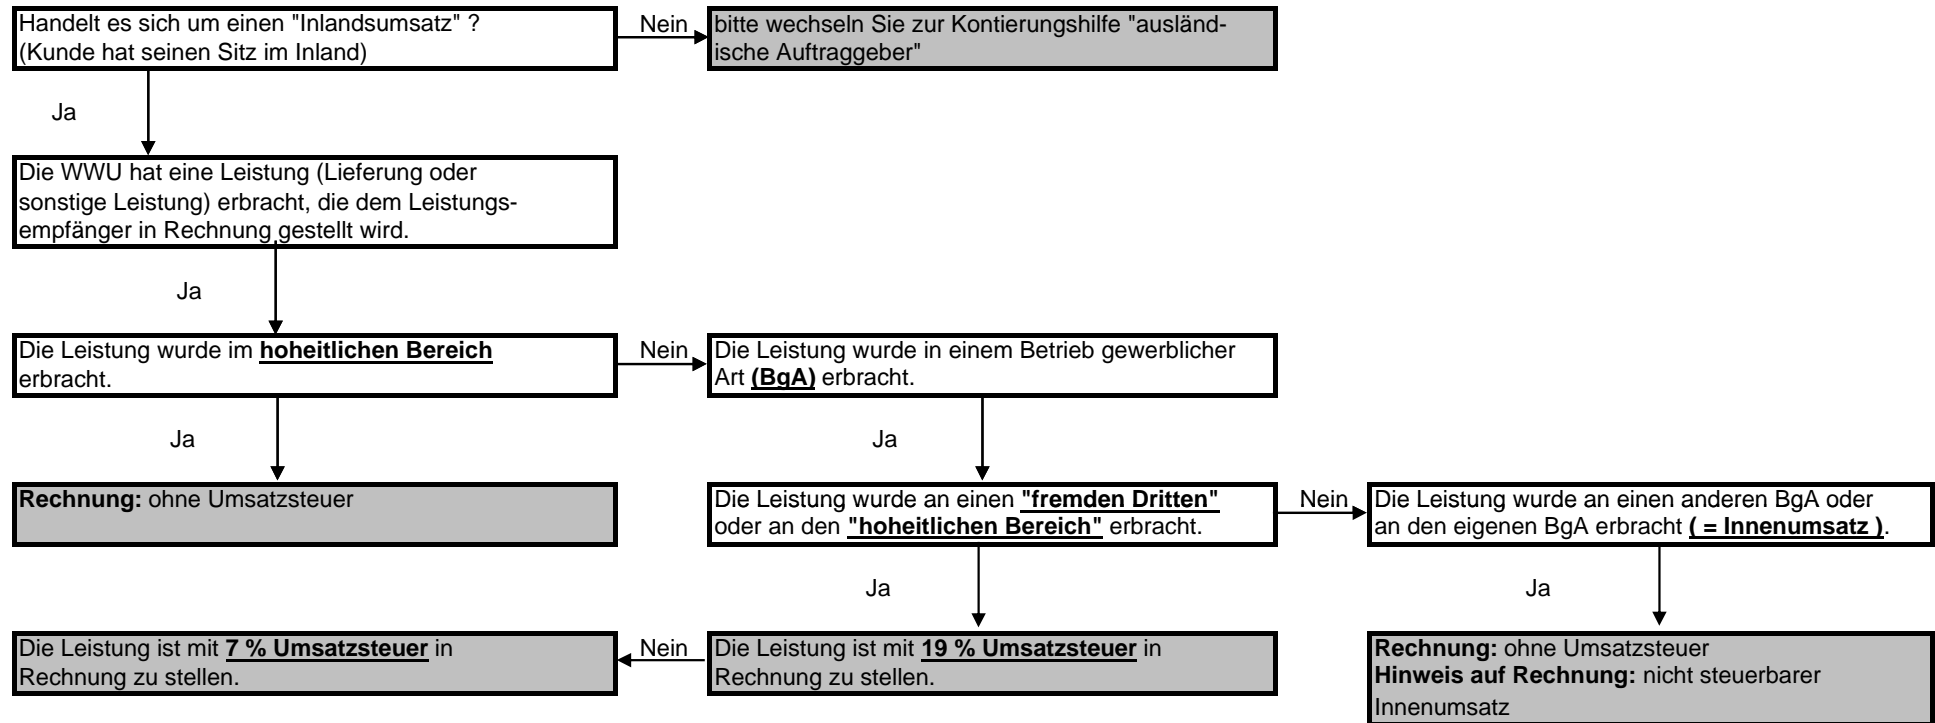 Handelt es sich um einen "Inlandsumsatz" ?
(Kunde hat seinen Sitz im Inland)
Nein
bitte wechseln Sie zur Kontierungshilfe "ausländ-
ische Auftraggeber"
Ja
Die WWU hat eine Leistung (Lieferung oder
sonstige Leistung) erbracht, die dem Leistungs-
empfänger in Rechnung gestellt wird.
Ja
Die Leistung wurde im hoheitlichen Bereich
erbracht.
Nein
Die Leistung wurde in einem Betrieb gewerblicher
Art (BgA) erbracht.
Ja
Ja
Rechnung: ohne Umsatzsteuer
Die Leistung wurde an einen "fremden Dritten"
oder an den "hoheitlichen Bereich" erbracht.
Nein
Die Leistung wurde an einen anderen BgA oder
an den eigenen BgA erbracht ( = Innenumsatz ).
Ja
Ja
Die Leistung ist mit 7 % Umsatzsteuer in
Rechnung zu stellen.
Nein
Die Leistung ist mit 19 % Umsatzsteuer in
Rechnung zu stellen.
Rechnung: ohne Umsatzsteuer
Hinweis auf Rechnung: nicht steuerbarer
Innenumsatz